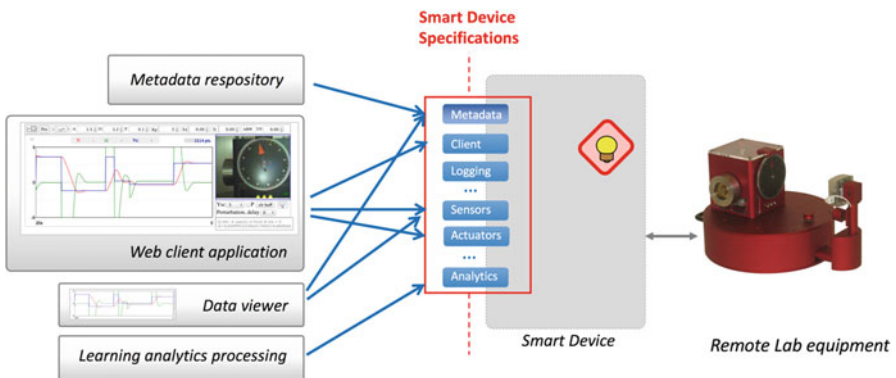 Smart Device
Specifications
Metadata respository
Metadata
Client
Logging
...
Sensors
Actuators
...
Analytics
Web client application
Data viewer
Learning analytics processing
Smart Device
Remote Lab equipment